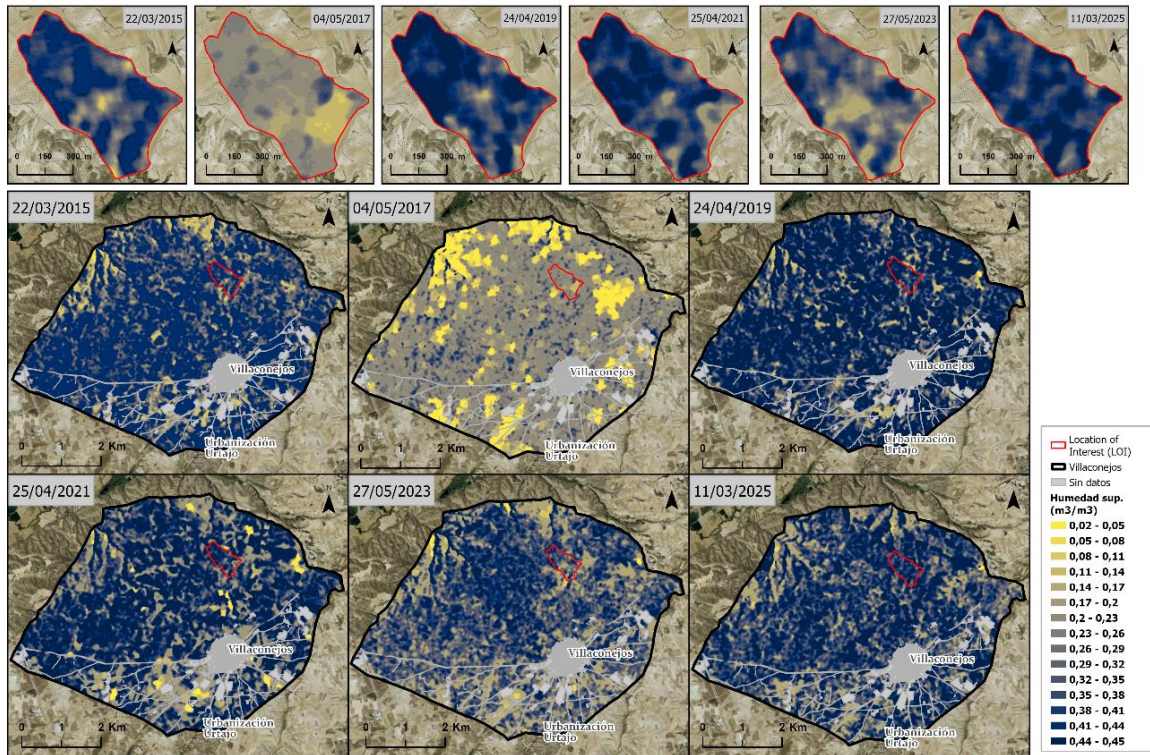 22/03/2015
04/05/2017
24/04/2019
25/04/2021
27/05/2023
11/03/2025
0 150 300 m
0 150 300 m
0 150 300 m
0 150 300 m
0 150 300 m
0 150 300 m
22/03/2015
N
Villaconejos
Urbanización
Urtajo
0 1 2 Km
04/05/2017
N
Villaconejos
Urbanización
Urtajo
0 1 2 Km
24/04/2019
N
Villaconejos
Urbanización
Urtajo
0 1 2 Km
25/04/2021
N
Villaconejos
Urbanización
Urtajo
0 1 2 Km
27/05/2023
N
Villaconejos
Urbanización
Urtajo
0 1 2 Km
11/03/2025
N
Villaconejos
Urbanización
Urtajo
0 1 2 Km
Location of
Interest (LOI)
Villaconejos
Sin datos
Humedad sup.
(m3/m3)
0,02 - 0,05
0,05 - 0,08
0,08 - 0,11
0,11 - 0,14
0,14 - 0,17
0,17 - 0,2
0,2 - 0,23
0,23 - 0,26
0,26 - 0,29
0,29 - 0,32
0,32 - 0,35
0,35 - 0,38
0,38 - 0,41
0,41 - 0,44
0,44 - 0,45